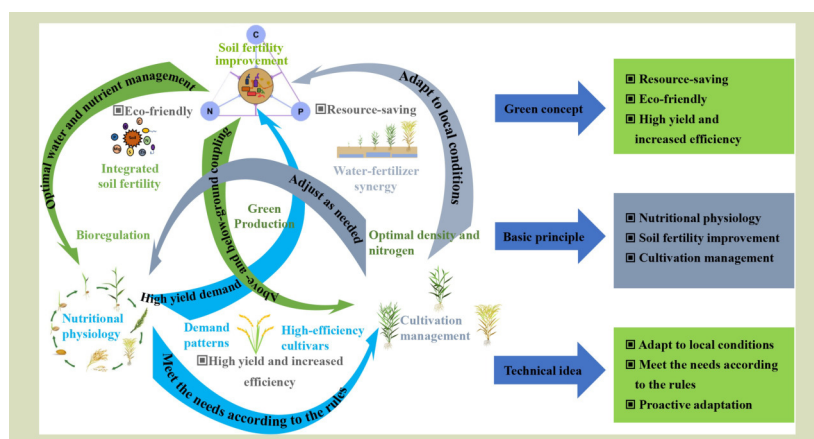 C
Soil fertility
improvement
N
P
Optimal water and nutrient management
▣Eco-friendly
▣Resource-saving
Adapt to local conditions
Integrated
soil fertility
Water-fertilizer
synergy
Above- and below-ground coupling
Adjust as needed
Bioregulation
Green
Production
Optimal density and
nitrogen
High yield demand
Nutritional
physiology
Demand
patterns
High-efficiency
cultivars
Cultivation
management
▣High yield and increased
efficiency
Meet the needs according to the rules
Green concept
▣ Resource-saving
▣ Eco-friendly
▣ High yield and
increased efficiency
Basic principle
▣ Nutritional physiology
▣ Soil fertility improvement
▣ Cultivation management
Technical idea
▣ Adapt to local conditions
▣ Meet the needs according
to the rules
▣ Proactive adaptation